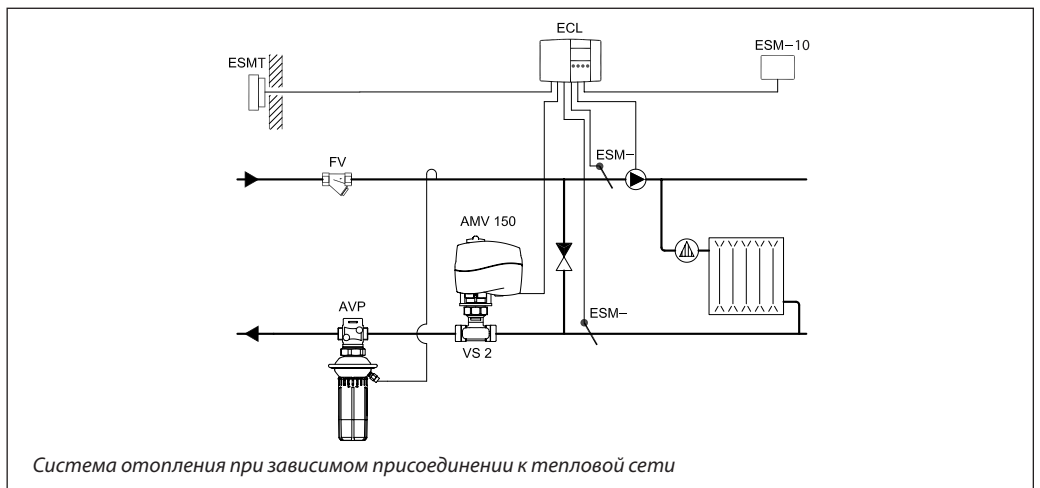 ECL
ESM-10
ESMT
ESM-
FV
AMV 150
AVP
ESM-
VS 2
Система отопления при зависимом присоединении к тепловой сети